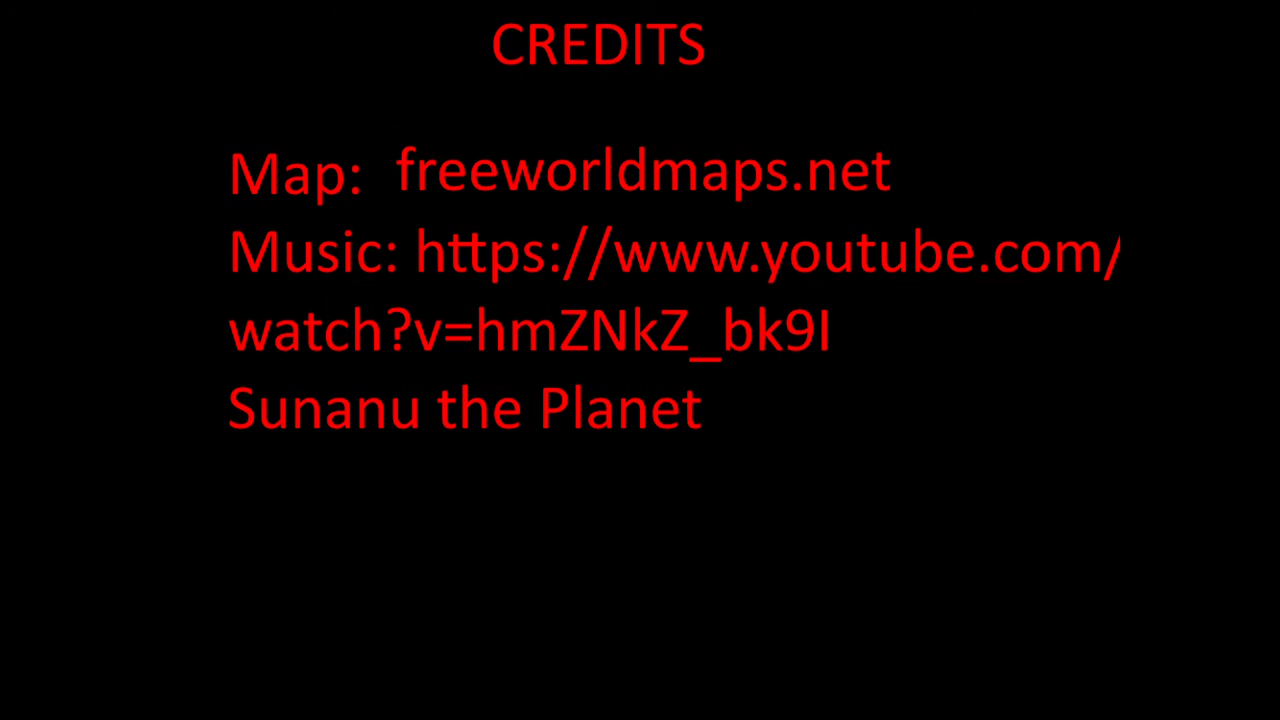 CREDITS
Map: freeworldmaps.net
Music: https://www.youtube.com/
watch?v=hmZNkZ_bk9I
Sunanu the Planet